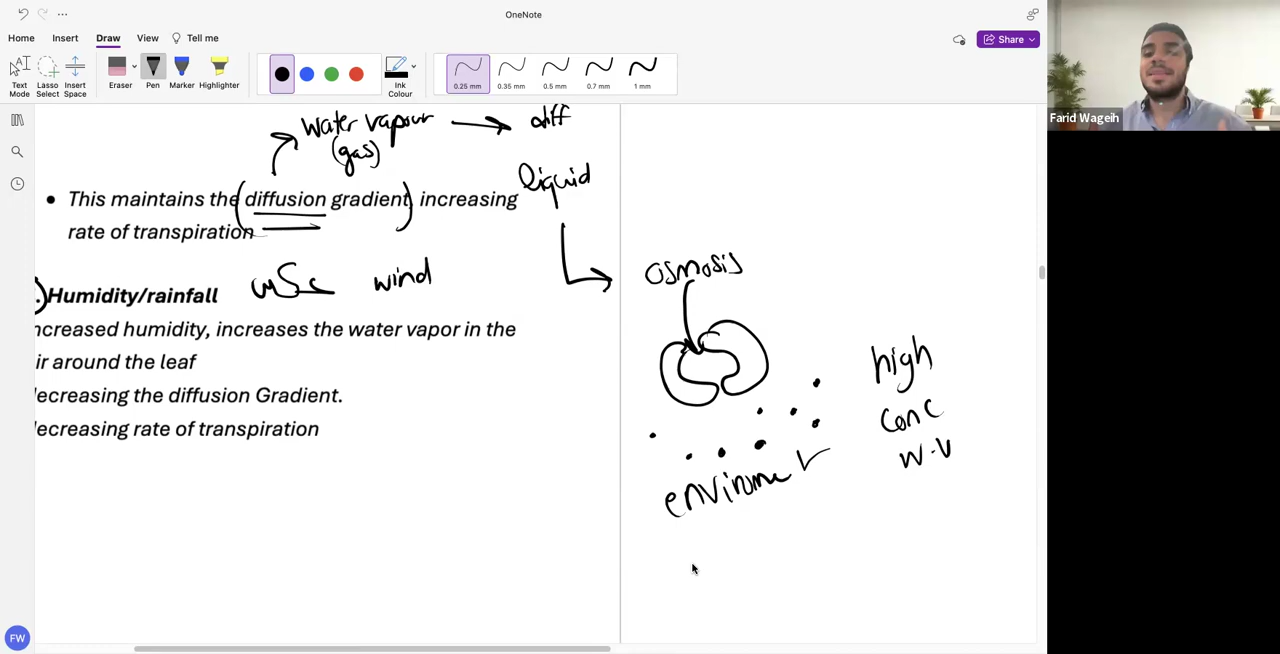 OneNote
Home Insert Draw View Tell me
Share
Text Mode
Lasso Select
Insert Space
Eraser
Pen
Marker
Highlighter
Ink Colour
0.25 mm 0.35 mm 0.5 mm 0.7 mm 1 mm
Farid Wageih
water vapour diff
(gas)
liquid
• This maintains the (diffusion gradient), increasing
rate of transpiration
osmosis
wind
. Humidity/rainfall
ncreased humidity, increases the water vapor in the
ir around the leaf
lecreasing the diffusion Gradient.
lecreasing rate of transpiration
high
conc
w.v
FW